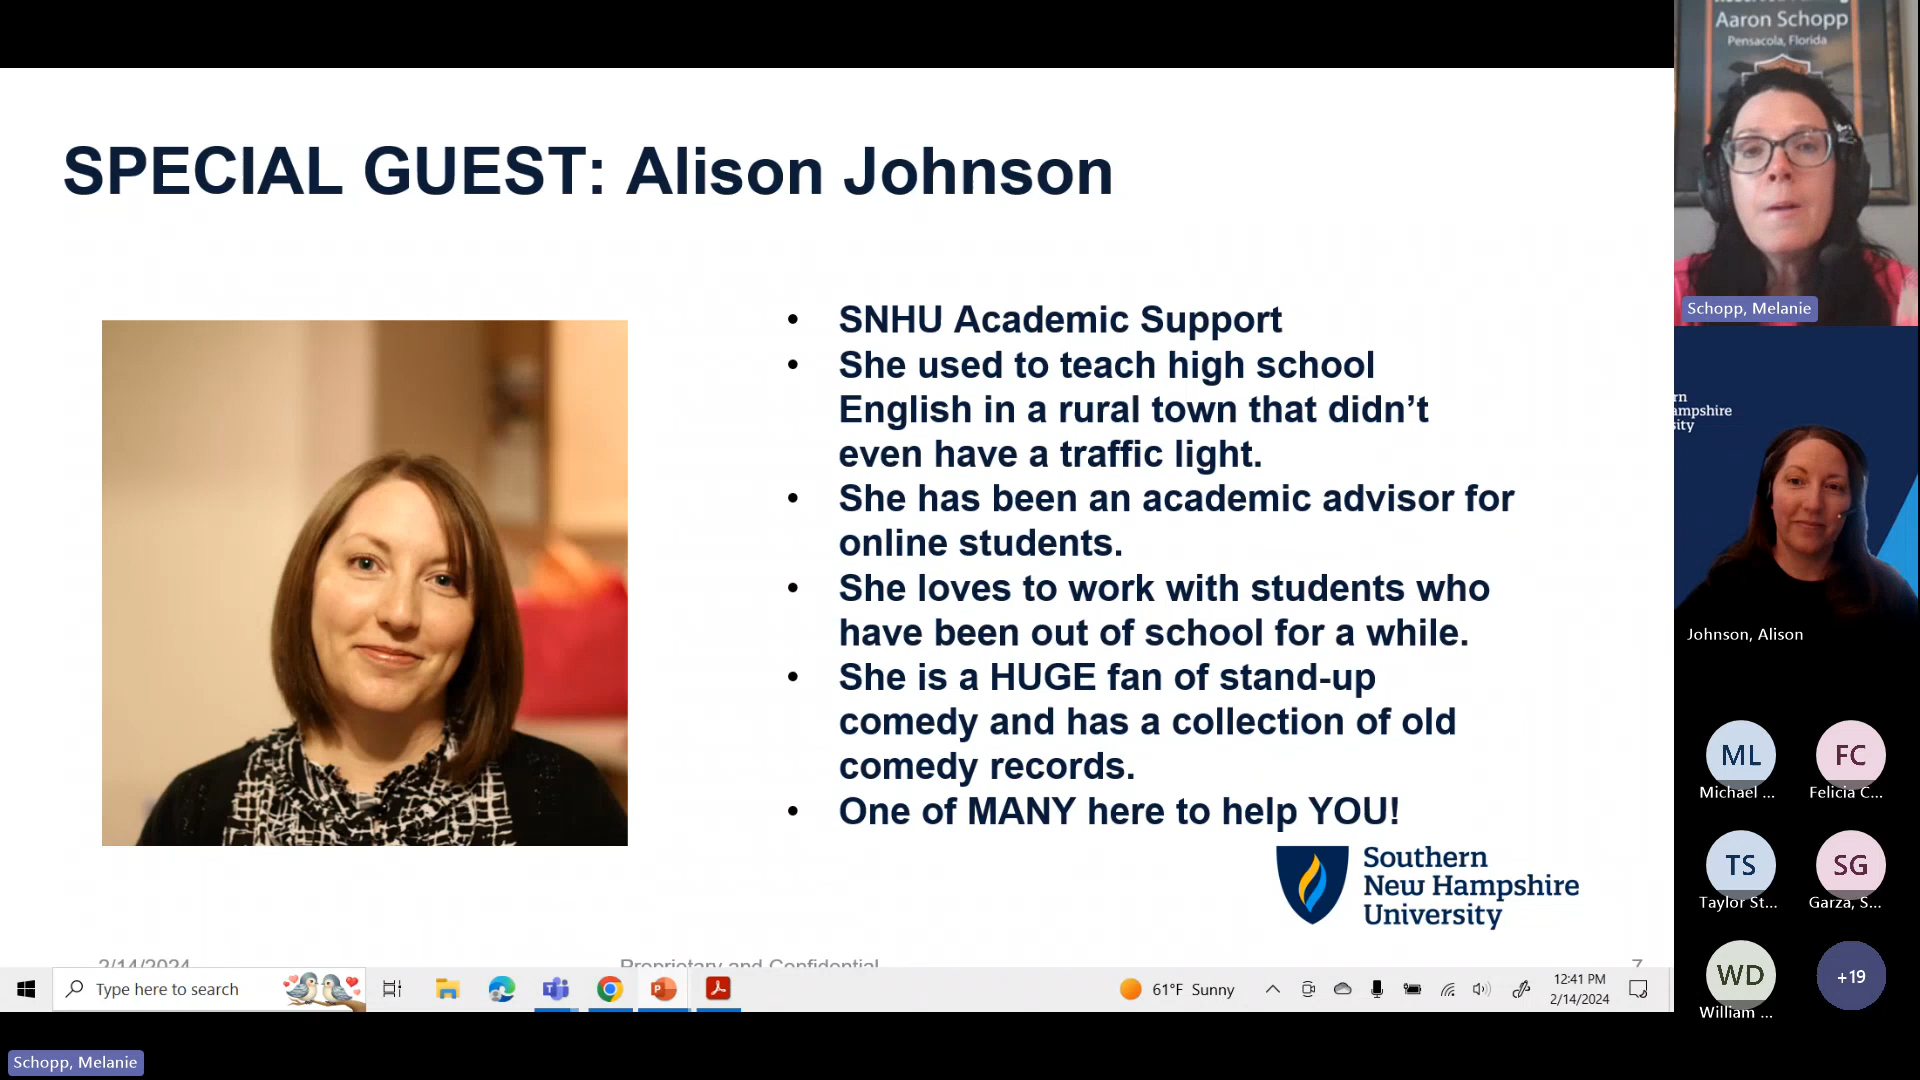 SPECIAL GUEST: Alison Johnson
• SNHU Academic Support
• She used to teach high school
English in a rural town that didn’t
even have a traffic light.
• She has been an academic advisor for
online students.
• She loves to work with students who
have been out of school for a while.
• She is a HUGE fan of stand-up
comedy and has a collection of old
comedy records.
• One of MANY here to help YOU!
Southern
New Hampshire
University
2/14/2024
Proprietary and Confidential
7
Type here to search
61°F Sunny
12:41 PM
2/14/2024
Schopp, Melanie
Aaron Schopp
Pensacola, Florida
Schopp, Melanie
rn
ampshire
sity
Johnson, Alison
ML
Michael ...
FC
Felicia C...
TS
Taylor St...
SG
Garza, S...
WD
William ...
+19